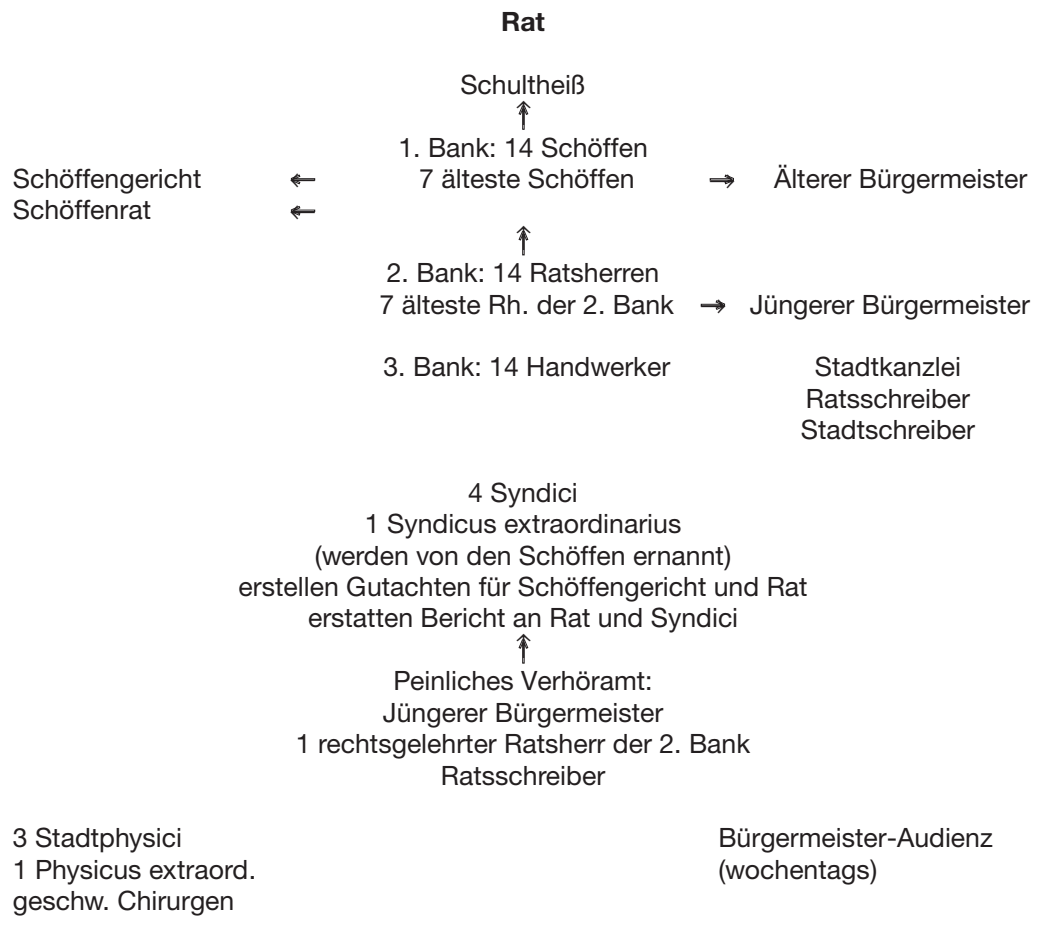 Rat
Schultheiß
1. Bank: 14 Schöffen
Schöffengericht ← 7 älteste Schöffen → Älterer Bürgermeister
Schöffenrat ←
2. Bank: 14 Ratsherren
7 älteste Rh. der 2. Bank → Jüngerer Bürgermeister
3. Bank: 14 Handwerker Stadtkanzlei
Ratsschreiber
Stadtschreiber
4 Syndici
1 Syndicus extraordinarius
(werden von den Schöffen ernannt)
erstellen Gutachten für Schöffengericht und Rat
erstatten Bericht an Rat und Syndici
Peinliches Verhöramt:
Jüngerer Bürgermeister
1 rechtsgelehrter Ratsherr der 2. Bank
Ratsschreiber
3 Stadtphysici Bürgermeister-Audienz
1 Physicus extraord. (wochentags)
geschw. Chirurgen